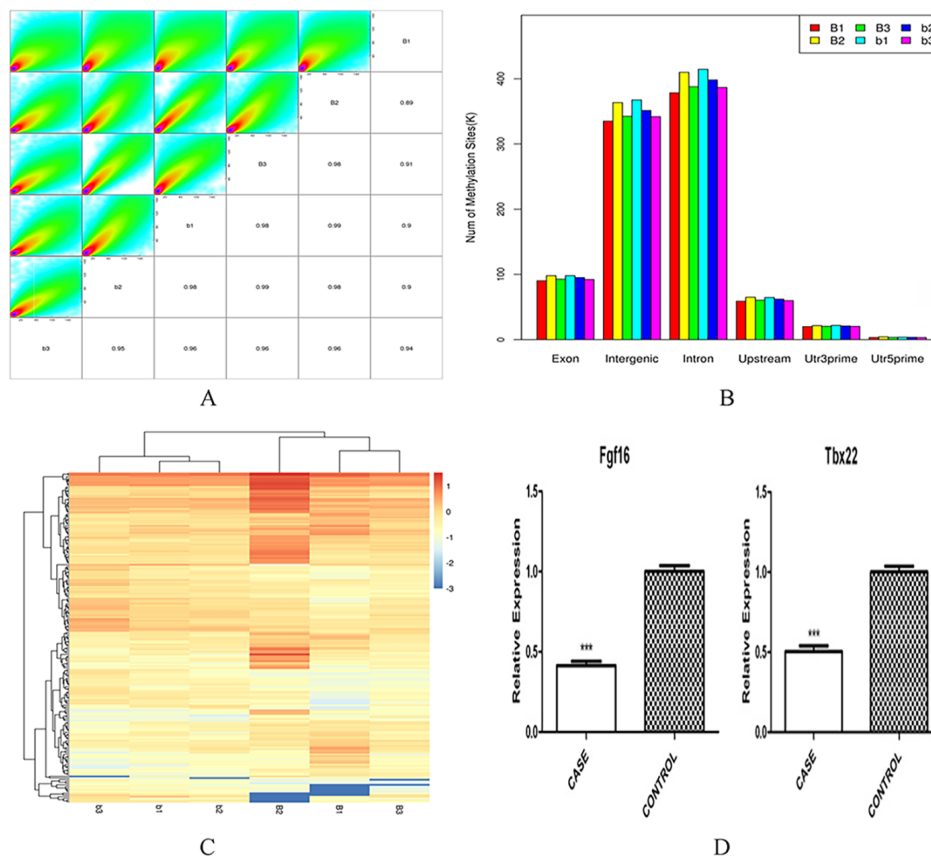 B1
B2
0.89
B3
0.98
0.91
b1
0.98
0.99
0.9
b2
0.98
0.99
0.98
0.9
b3
0.95
0.96
0.96
0.96
0.94
A
B1 B3 b2
B2 b1 b3
Num of Methylation Sites(K)
400
300
200
100
0
Exon Intergenic Intron Upstream Utr3prime Utr5prime
B
1
0
-1
-2
-3
b3 b1 b2 B2 B1 B3
C
Fgf16
Relative Expression
1.5
1.0
0.5
0.0
***
CASE CONTROL
Tbx22
Relative Expression
1.5
1.0
0.5
0.0
***
CASE CONTROL
D